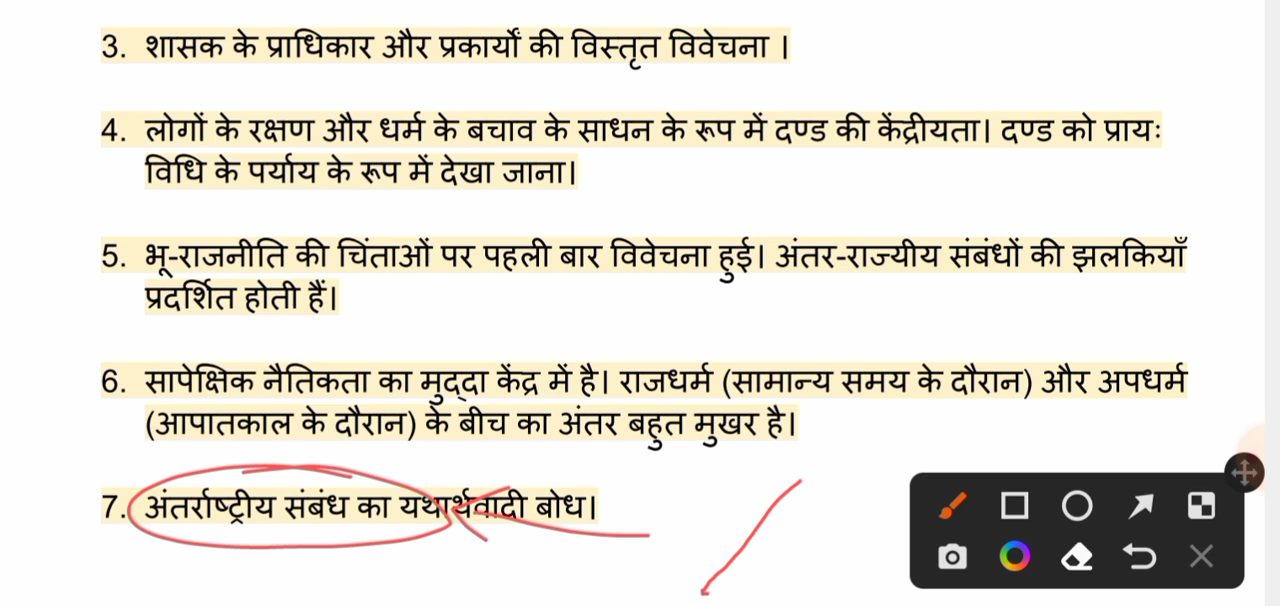 3. शासक के प्राधिकार और प्रकार्यों की विस्तृत विवेचना ।
4. लोगों के रक्षण और धर्म के बचाव के साधन के रूप में दण्ड की केंद्रीयता। दण्ड को प्रायः
विधि के पर्याय के रूप में देखा जाना।
5. भू-राजनीति की चिंताओं पर पहली बार विवेचना हुई। अंतर-राज्यीय संबंधों की झलकियाँ
प्रदर्शित होती हैं।
6. सापेक्षिक नैतिकता का मुद्दा केंद्र में है। राजधर्म (सामान्य समय के दौरान) और अपधर्म
(आपातकाल के दौरान) के बीच का अंतर बहुत मुखर है।
7. अंतर्राष्ट्रीय संबंध का यथार्थवादी बोध।